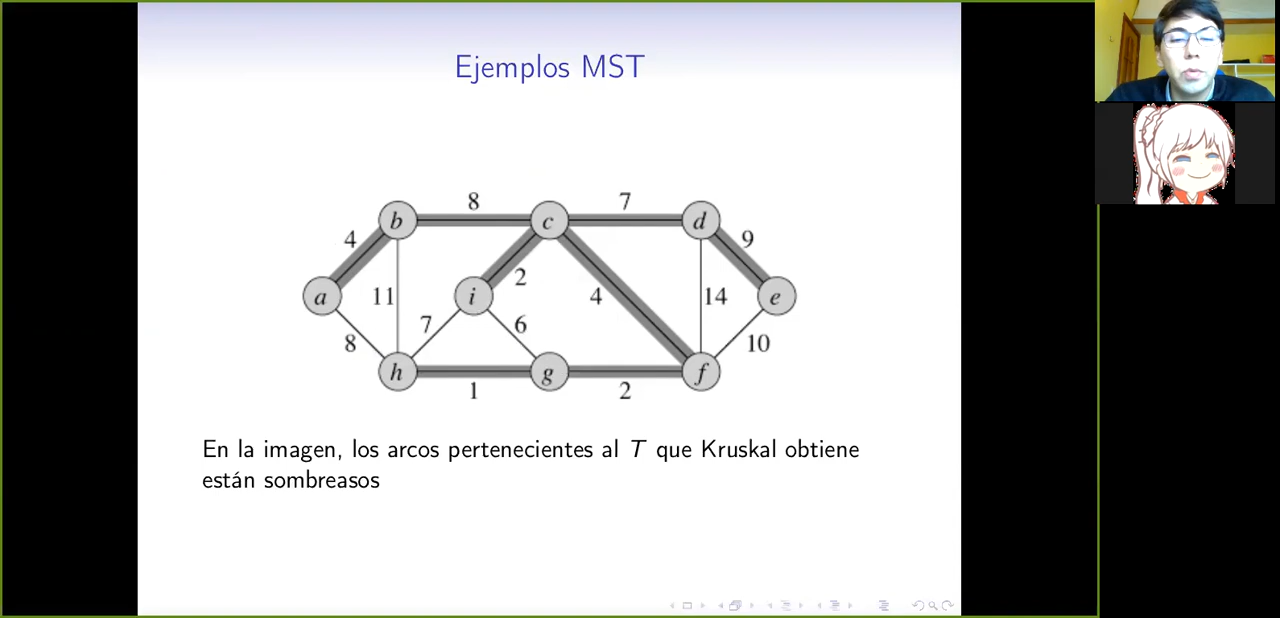 Ejemplos MST
8
7
b
c
d
4
9
2
a
11
i
4
14
e
7
6
8
10
h
g
f
1
2
En la imagen, los arcos pertenecientes al T que Kruskal obtiene
están sombreasos